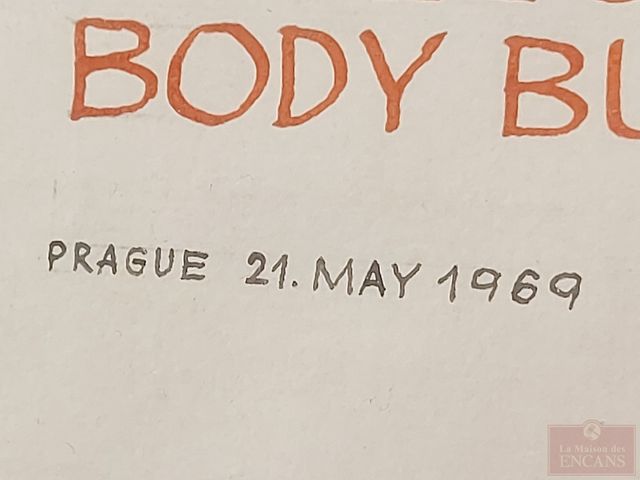 BODY BU
PRAGUE 21. MAY 1969
La Maison des
ENCANS